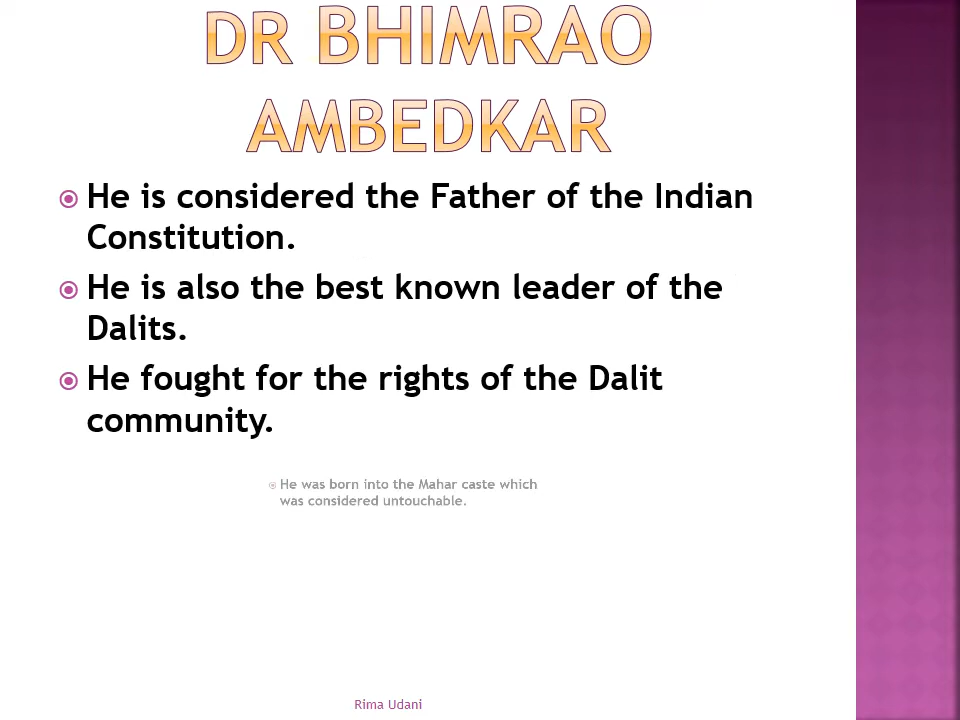 DR BHIMRAO
AMBEDKAR
He is considered the Father of the Indian
Constitution.
He is also the best known leader of the
Dalits.
He fought for the rights of the Dalit
community.
He was born into the Mahar caste which
was considered untouchable.
Rima Udani